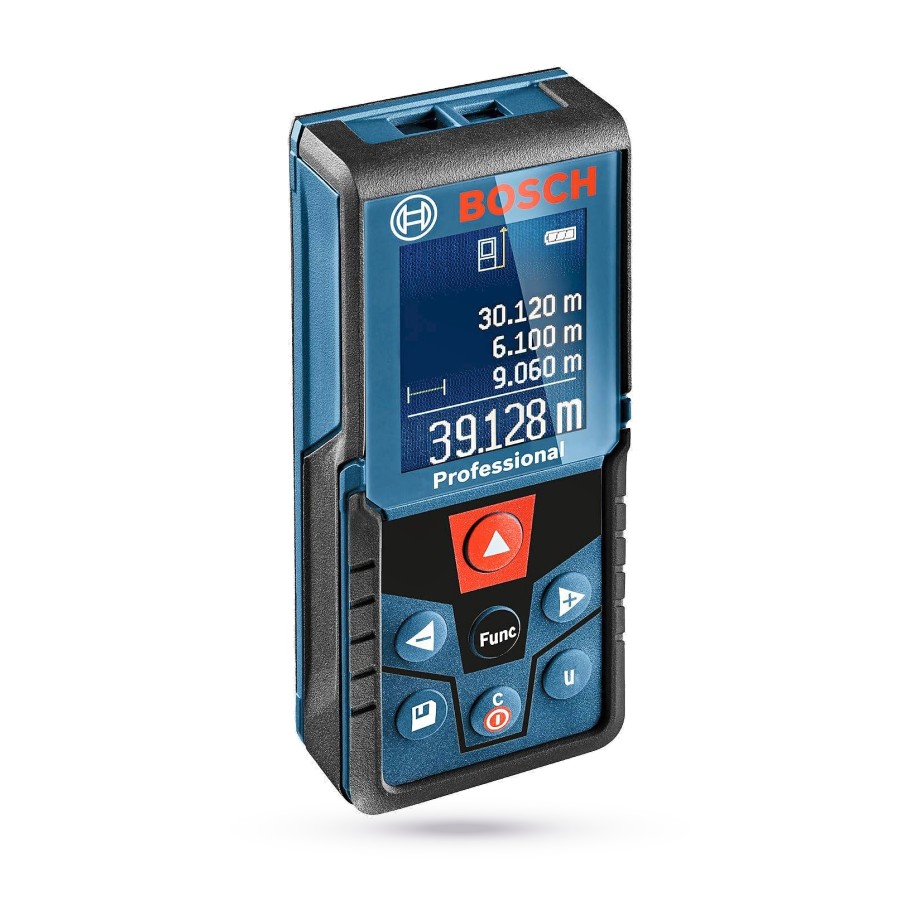 BOSCH
30.120 m
6.100 m
9.060 m
39.128 m
Professional
+
−
Func
u
C